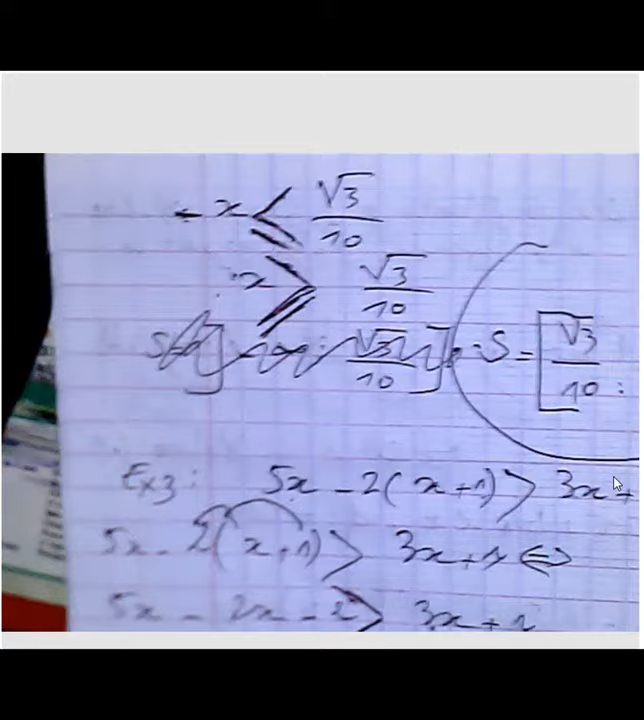 - x ≤ √3/10
x ≥ √3/10
S = [√3/10 ;
Ex3 : 5x - 2(x+1) > 3x +
5x - 2(x+1) > 3x+1 ⇔
5x - 2x - 2 > 3x + 1